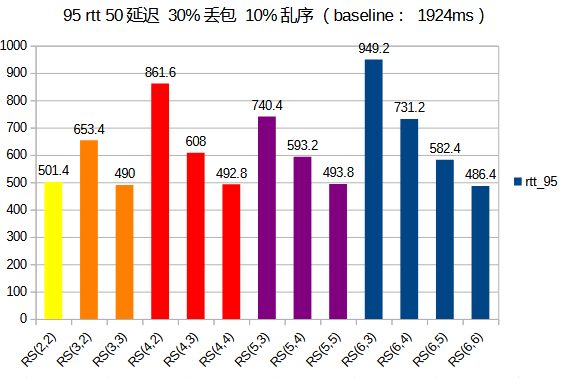 95 rtt 50 延迟 30% 丢包 10% 乱序 （ baseline： 1924ms ）
1000
900
800
700
600
500
400
300
200
100
0
501.4
653.4
490
861.6
608
492.8
740.4
593.2
493.8
949.2
731.2
582.4
486.4
RS(2,2)
RS(3,2)
RS(3,3)
RS(4,2)
RS(4,3)
RS(4,4)
RS(5,3)
RS(5,4)
RS(5,5)
RS(6,3)
RS(6,4)
RS(6,5)
RS(6,6)
rtt_95